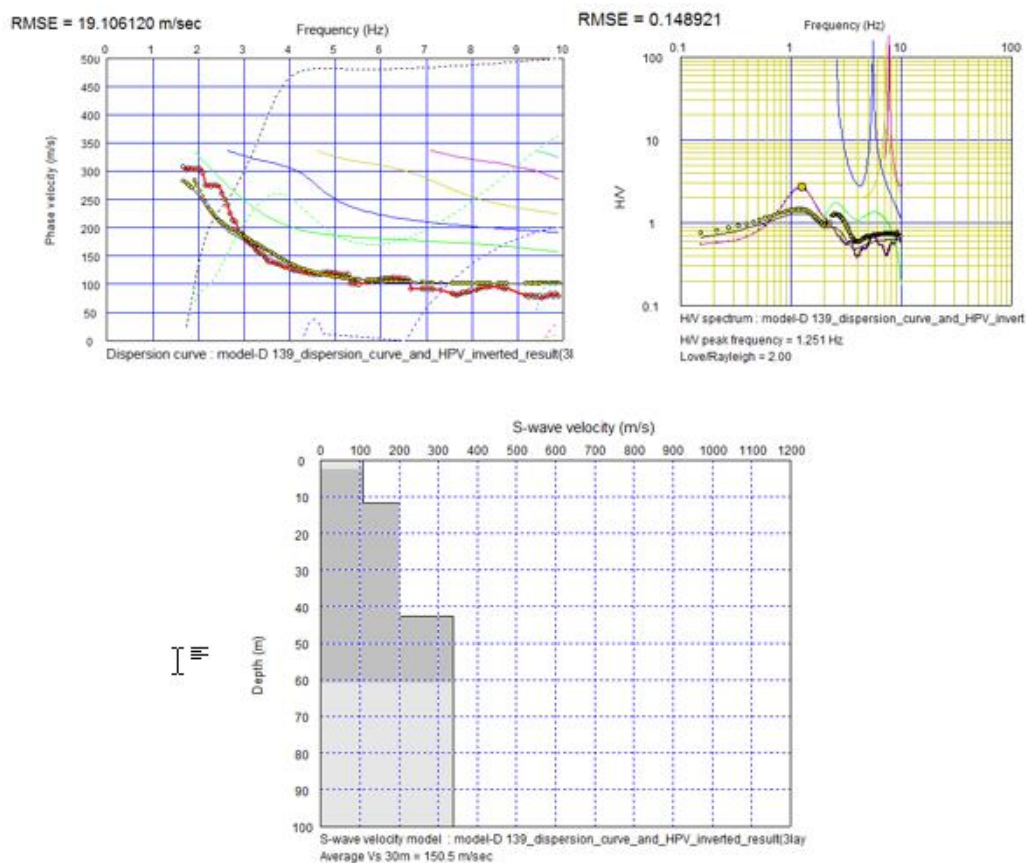 RMSE = 19.106120 m/sec
Frequency (Hz)
0 1 2 3 4 5 6 7 8 9 10
500
450
400
350
300
250
200
150
100
50
0
Phase velocity (m/s)
Dispersion curve : model-D 139_dispersion_curve_and_HPV_inverted_result(3l
RMSE = 0.148921
Frequency (Hz)
0.1 1 10 100
100
10
1
0.1
H/V
H/V spectrum : model-D 139_dispersion_curve_and_HPV_invert
H/V peak frequency = 1.251 Hz
Love/Rayleigh = 2.00
S-wave velocity (m/s)
0 100 200 300 400 500 600 700 800 900 1000 1100 1200
0
10
20
30
40
50
60
70
80
90
100
Depth (m)
S-wave velocity model : model-D 139_dispersion_curve_and_HPV_inverted_result(3lay
Average Vs 30m = 150.5 m/sec